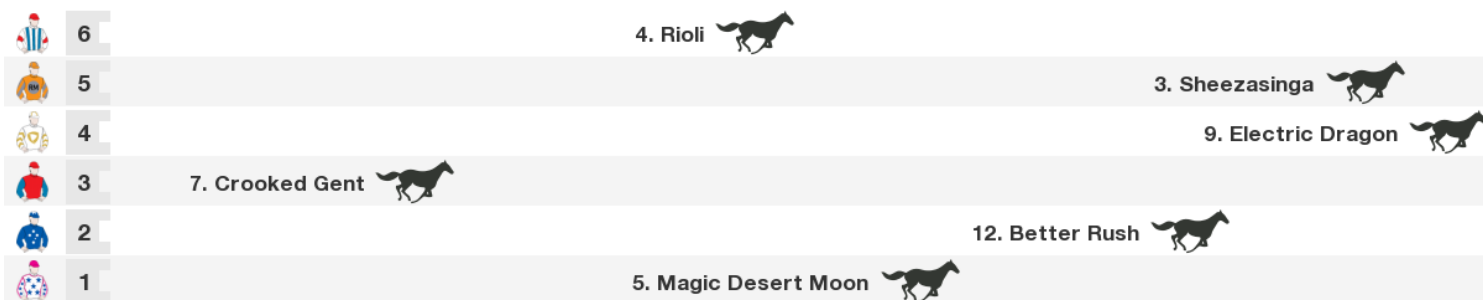 6 4. Rioli
RM 5 3. Sheezasinga
4 9. Electric Dragon
3 7. Crooked Gent
2 12. Better Rush
1 5. Magic Desert Moon